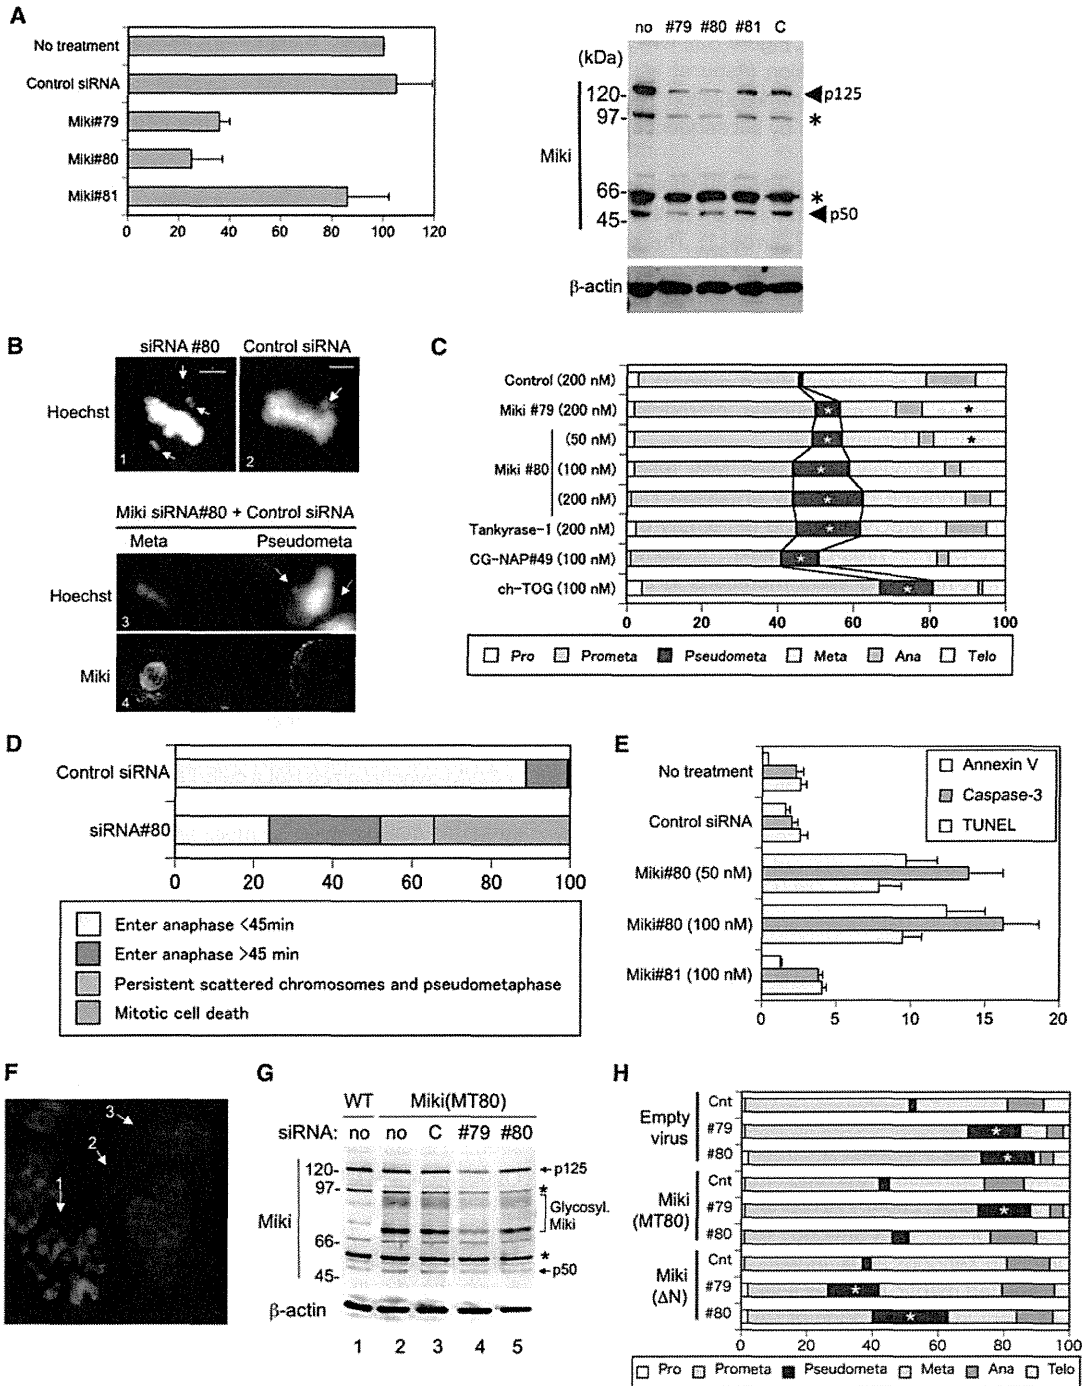 A
No treatment
Control siRNA
Miki#79
Miki#80
Miki#81
0 20 40 60 80 100 120
no #79 #80 #81 C
(kDa)
120-
97-
66-
45-
Miki
p125
*
*
p50
β-actin
B
siRNA #80 Control siRNA
Hoechst
1 2
Miki siRNA#80 + Control siRNA
Meta Pseudometa
Hoechst
3
Miki
4
C
Control (200 nM)
Miki #79 (200 nM)
(50 nM)
Miki #80 (100 nM)
(200 nM)
Tankyrase-1 (200 nM)
CG-NAP#49 (100 nM)
ch-TOG (100 nM)
0 20 40 60 80 100
Pro Prometa Pseudometa Meta Ana Telo
D
Control siRNA
siRNA#80
0 20 40 60 80 100
Enter anaphase <45min
Enter anaphase >45 min
Persistent scattered chromosomes and pseudometaphase
Mitotic cell death
E
No treatment
Control siRNA
Miki#80 (50 nM)
Miki#80 (100 nM)
Miki#81 (100 nM)
0 5 10 15 20
Annexin V
Caspase-3
TUNEL
F
3
2
1
G
WT Miki(MT80)
siRNA: no no C #79 #80
120-
97-
66-
45-
Miki
p125
*
Glycosyl.
Miki
*
p50
β-actin
1 2 3 4 5
H
Empty
virus
Cnt
#79
#80
Miki
(MT80)
Cnt
#79
#80
Miki
(ΔN)
Cnt
#79
#80
0 20 40 60 80 100
Pro Prometa Pseudometa Meta Ana Telo